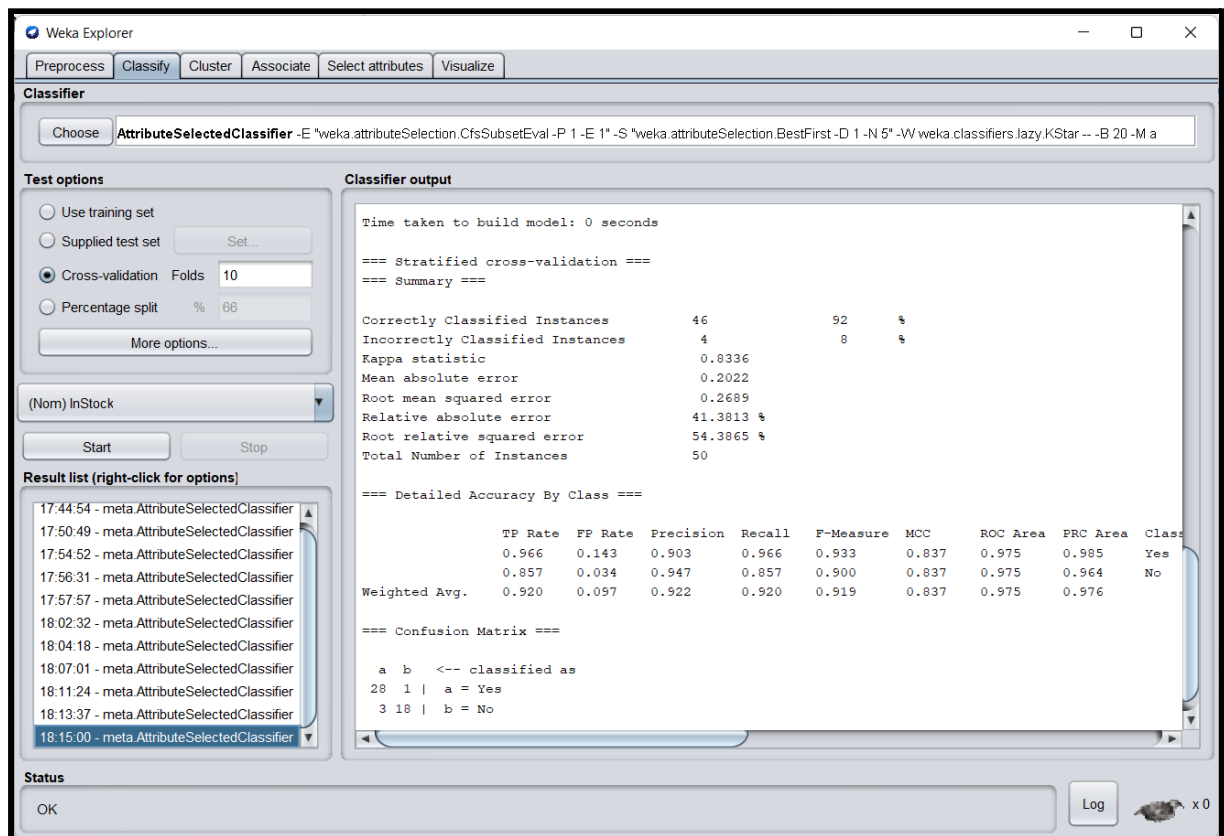 Weka Explorer
Preprocess Classify Cluster Associate Select attributes Visualize
Classifier
Choose AttributeSelectedClassifier -E "weka.attributeSelection.CfsSubsetEval -P 1 -E 1" -S "weka.attributeSelection.BestFirst -D 1 -N 5" -W weka.classifiers.lazy.KStar -- -B 20 -M a
Test options
Use training set
Supplied test set Set...
Cross-validation Folds 10
Percentage split % 66
More options...
(Nom) InStock
Start Stop
Result list (right-click for options)
17:44:54 - meta.AttributeSelectedClassifier
17:50:49 - meta.AttributeSelectedClassifier
17:54:52 - meta.AttributeSelectedClassifier
17:56:31 - meta.AttributeSelectedClassifier
17:57:57 - meta.AttributeSelectedClassifier
18:02:32 - meta.AttributeSelectedClassifier
18:04:18 - meta.AttributeSelectedClassifier
18:07:01 - meta.AttributeSelectedClassifier
18:11:24 - meta.AttributeSelectedClassifier
18:13:37 - meta.AttributeSelectedClassifier
18:15:00 - meta.AttributeSelectedClassifier
Classifier output
Time taken to build model: 0 seconds
=== Stratified cross-validation ===
=== Summary ===
Correctly Classified Instances 46 92 %
Incorrectly Classified Instances 4 8 %
Kappa statistic 0.8336
Mean absolute error 0.2022
Root mean squared error 0.2689
Relative absolute error 41.3813 %
Root relative squared error 54.3865 %
Total Number of Instances 50
=== Detailed Accuracy By Class ===
TP Rate FP Rate Precision Recall F-Measure MCC ROC Area PRC Area Class
0.966 0.143 0.903 0.966 0.933 0.837 0.975 0.985 Yes
0.857 0.034 0.947 0.857 0.900 0.837 0.975 0.964 No
Weighted Avg. 0.920 0.097 0.922 0.920 0.919 0.837 0.975 0.976
=== Confusion Matrix ===
a b <-- classified as
28 1 | a = Yes
3 18 | b = No
Status
OK
Log x 0